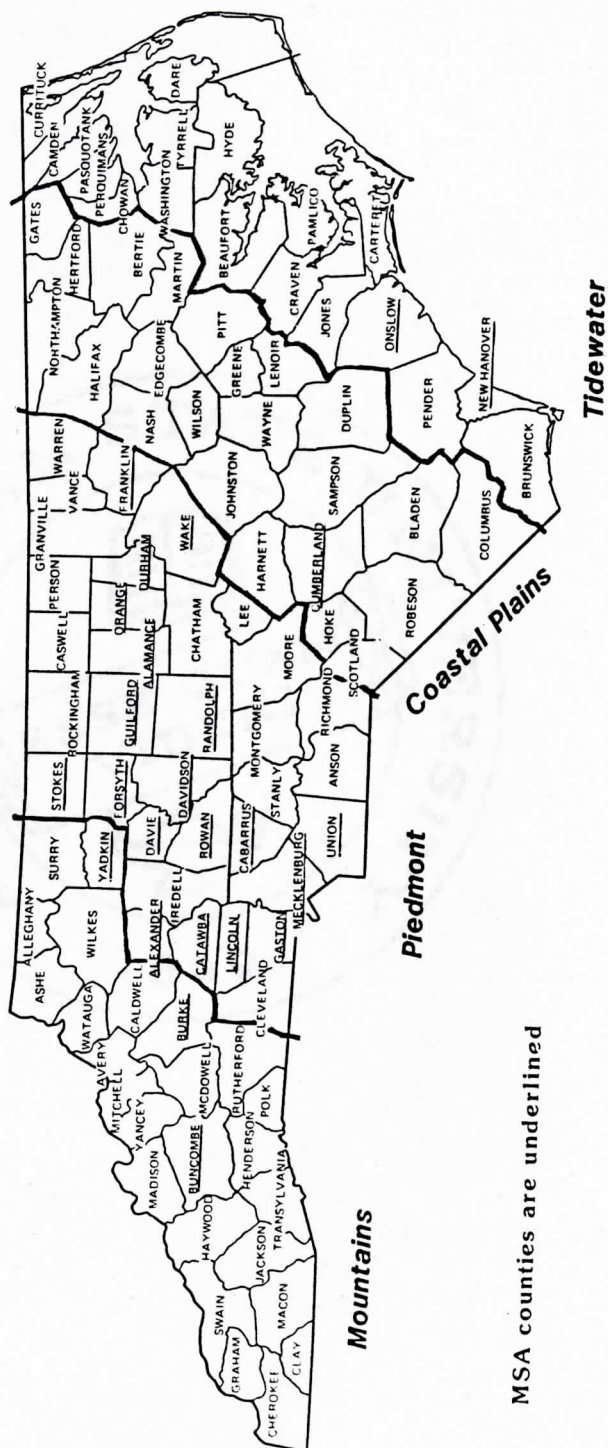 CURRITUCK
CAMDEN
PASQUOTANK
PERQUIMANS
GATES
CHOWAN
HERTFORD
NORTHAMPTON
BERTIE
WASHINGTON
TYRRELL
DARE
HYDE
MARTIN
HALIFAX
WARREN
VANCE
GRANVILLE
PERSON
CASWELL
ROCKINGHAM
STOKES
SURRY
ALLEGHANY
ASHE
WILKES
WATAUGA
YADKIN
FORSYTH
GUILFORD
ALAMANCE
ORANGE
DURHAM
FRANKLIN
NASH
EDGECOMBE
PITT
BEAUFORT
PAMLICO
CRAVEN
CARTERET
JONES
LENOIR
GREENE
WILSON
WAYNE
WAKE
JOHNSTON
CHATHAM
RANDOLPH
DAVIDSON
DAVIE
ROWAN
IREDELL
ALEXANDER
CALDWELL
AVERY
MITCHELL
YANCEY
MADISON
BUNCOMBE
MCDOWELL
BURKE
CATAWBA
LINCOLN
CABARRUS
STANLY
MONTGOMERY
MOORE
LEE
HARNETT
CUMBERLAND
SAMPSON
DUPLIN
ONSLOW
PENDER
NEW HANOVER
BRUNSWICK
COLUMBUS
BLADEN
ROBESON
HOKE
SCOTLAND
RICHMOND
ANSON
UNION
MECKLENBURG
GASTON
CLEVELAND
RUTHERFORD
POLK
HENDERSON
TRANSYLVANIA
HAYWOOD
JACKSON
SWAIN
MACON
GRAHAM
CHEROKEE
CLAY
Mountains
Piedmont
Coastal Plains
Tidewater
MSA counties are underlined